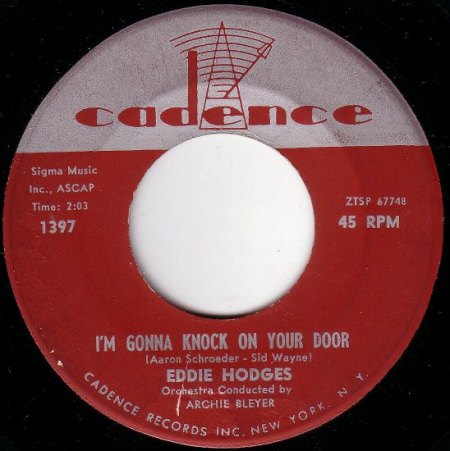 cadence
Sigma Music
Inc., ASCAP
Time: 2:03
1397
ZTSP 67748
45 RPM
I'M GONNA KNOCK ON YOUR DOOR
(Aaron Schroeder - Sid Wayne)
EDDIE HODGES
Orchestra Conducted by
ARCHIE BLEYER
CADENCE RECORDS INC. NEW YORK, N. Y.